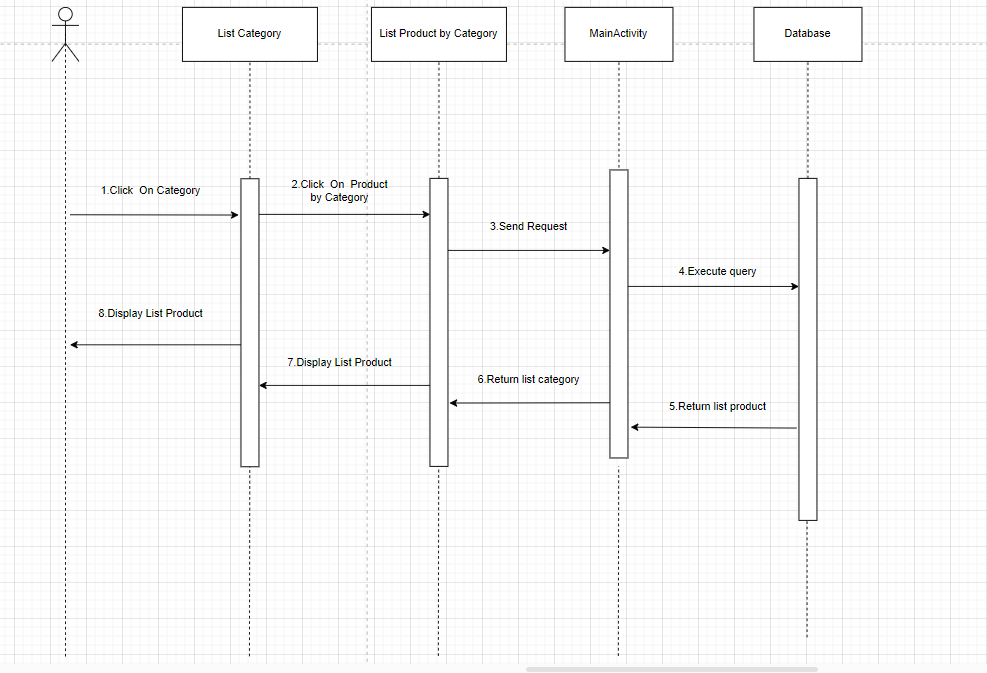 List Category
List Product by Category
MainActivity
Database
1.Click On Category
2.Click On Product
by Category
3.Send Request
4.Execute query
8.Display List Product
7.Display List Product
6.Return list category
5.Return list product